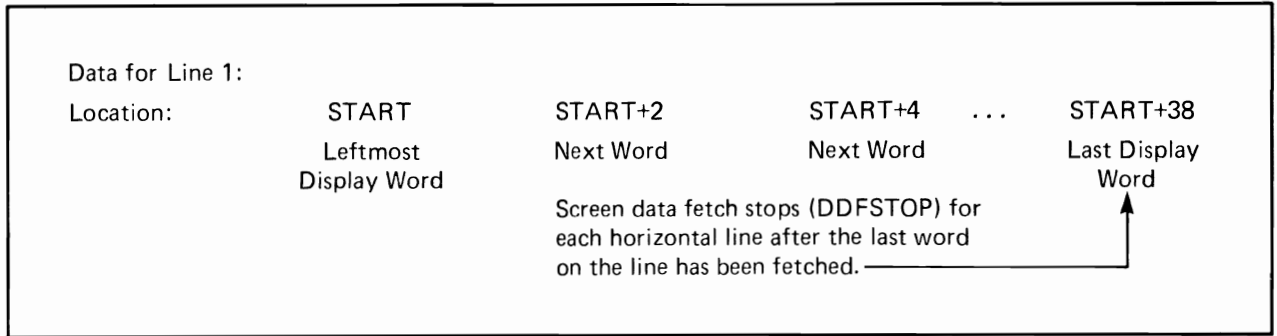 Data for Line 1:
Location: START START+2 START+4 ... START+38
Leftmost Next Word Next Word Last Display
Display Word Word
Screen data fetch stops (DDFSTOP) for
each horizontal line after the last word
on the line has been fetched.